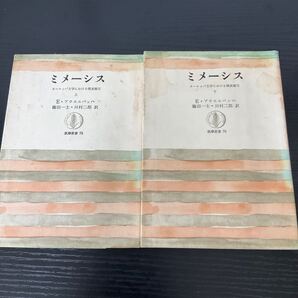 ミメーシス
ヨーロッパ文学における現実描写
上
E・アウエルバッハ
篠田一士・川村二郎 訳
筑摩叢書 75
ミメーシス
ヨーロッパ文学における現実描写
下
E・アウエルバッハ
篠田一士・川村二郎 訳
筑摩叢書